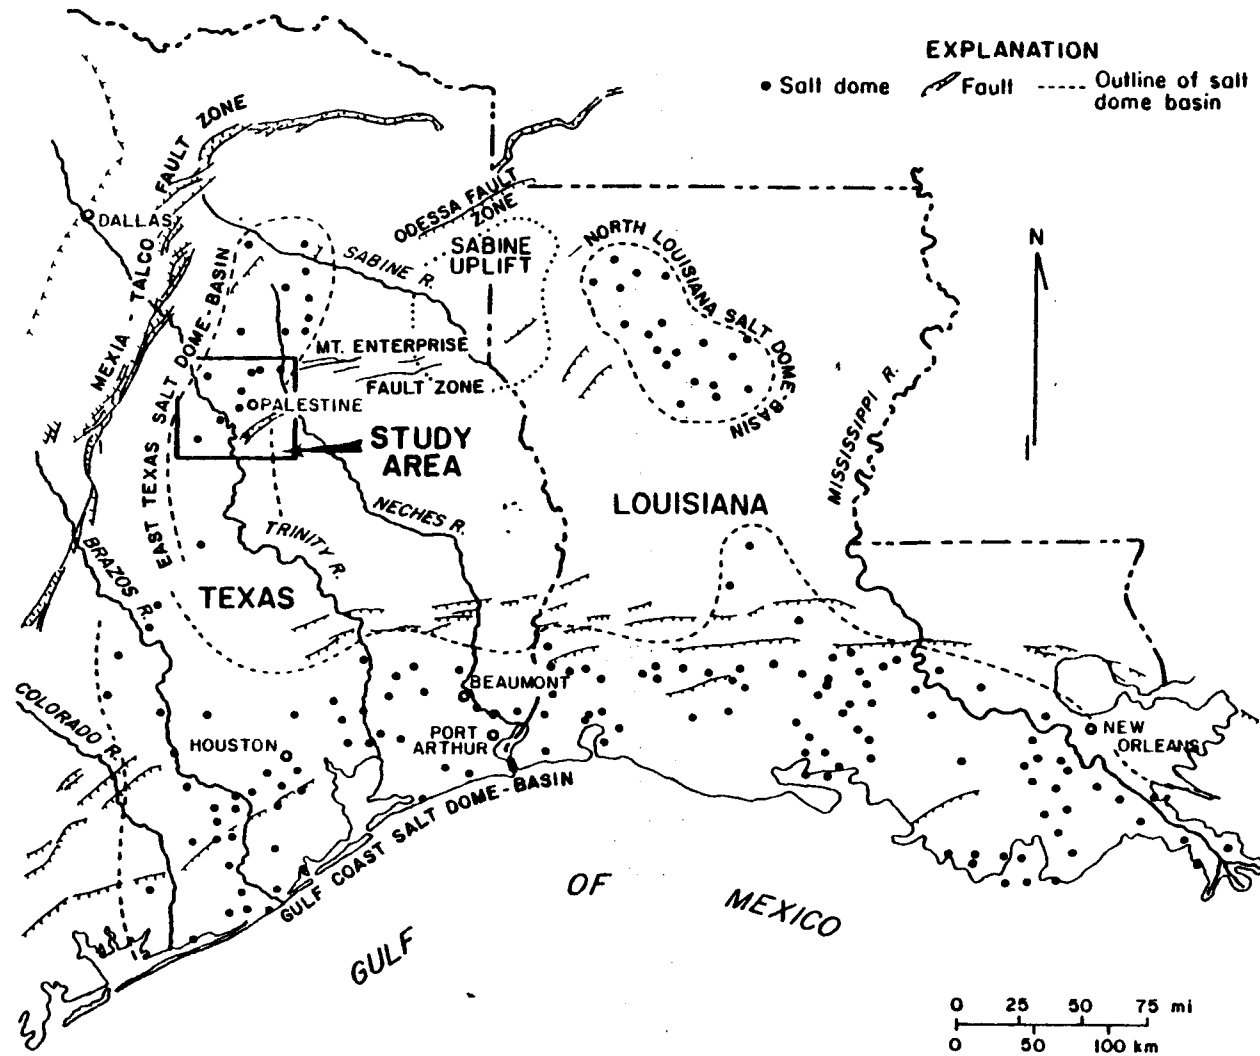 EXPLANATION
Salt dome
Fault
Outline of salt
dome basin
MEXIA - TALCO FAULT ZONE
DALLAS
ODESSA FAULT
ZONE
SABINE
UPLIFT
SABINE R.
NORTH LOUISIANA SALT DOME
BASIN
N
EAST TEXAS SALT DOME-BASIN
MT. ENTERPRISE
FAULT ZONE
PALESTINE
STUDY
AREA
MISSISSIPPI R.
LOUISIANA
NECHES R.
TRINITY R.
BRAZOS R.
TEXAS
COLORADO R.
BEAUMONT
HOUSTON
PORT
ARTHUR
NEW
ORLEANS
GULF COAST SALT DOME-BASIN
GULF
OF
MEXICO
0 25 50 75 mi
0 50 100 km